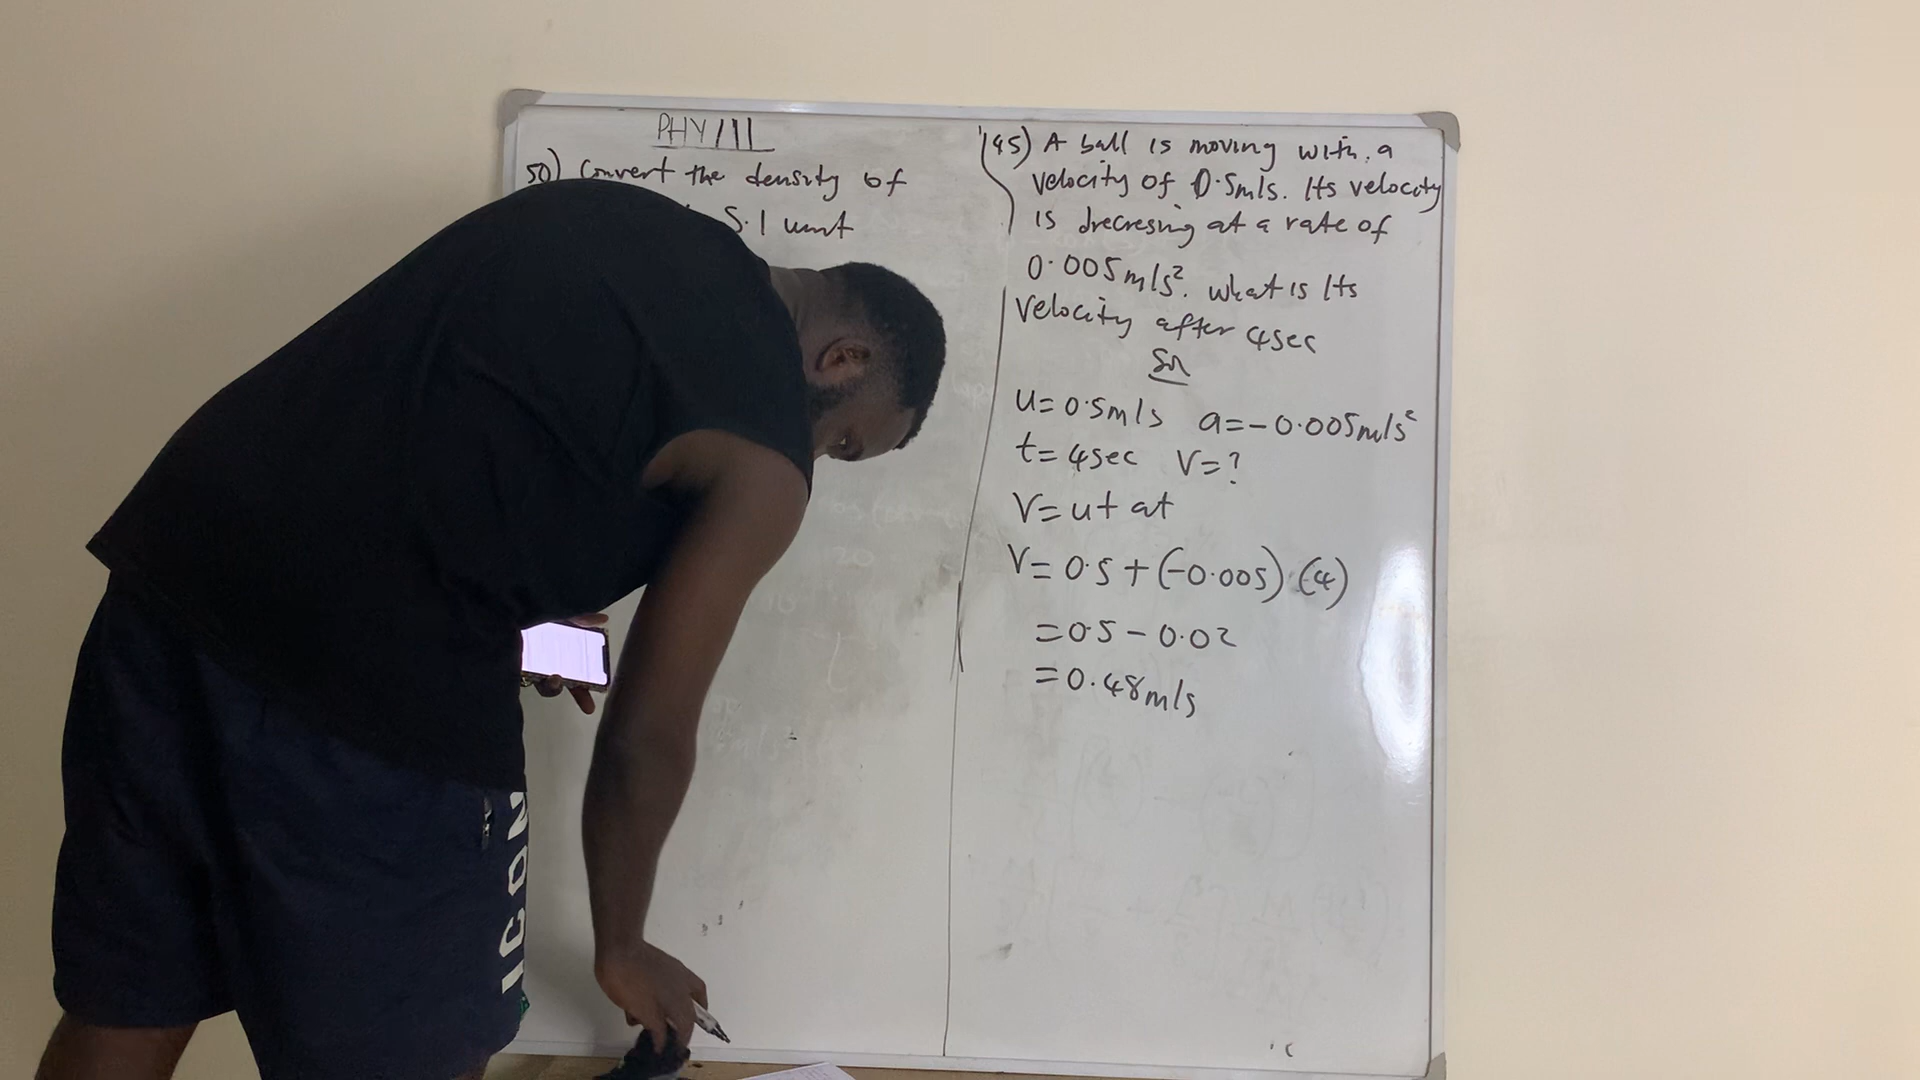 PHY 111
50) Convert the density of
S.I unit
45) A ball is moving with a
velocity of 0.5m/s. Its velocity
is drecresing at a rate of
0.005m/s². what is Its
Velocity after 4sec
Sol
u=0.5m/s a=-0.005m/s²
t=4sec V=?
V=u+at
V=0.5+(-0.005)(4)
=0.5-0.02
=0.48m/s
ICON